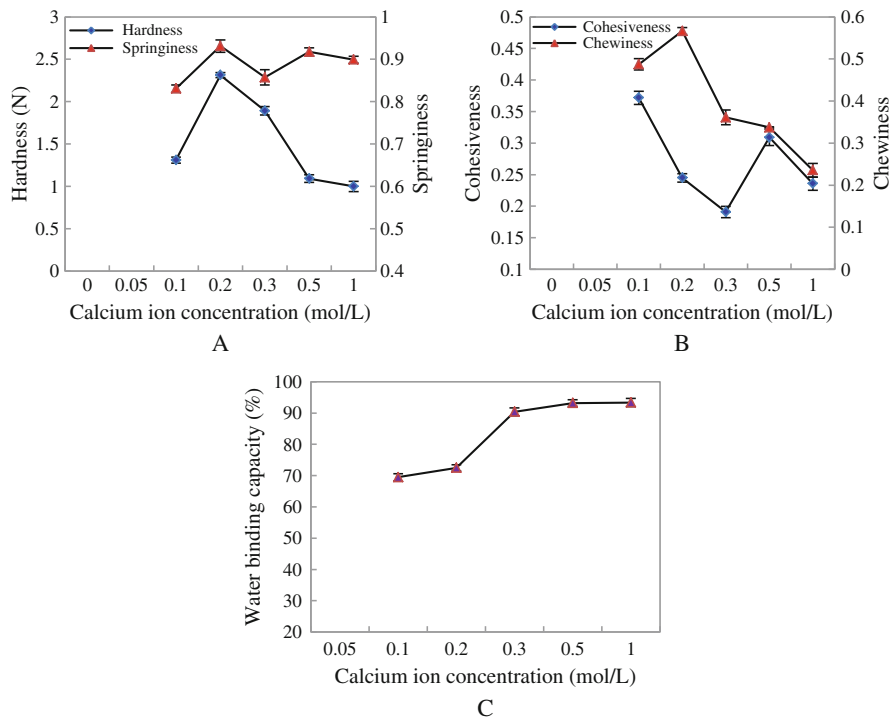 Hardness
Springiness
3
2.5
2
1.5
1
0.5
0
Hardness (N)
1
0.9
0.8
0.7
0.6
0.5
0.4
Springiness
0 0.05 0.1 0.2 0.3 0.5 1
Calcium ion concentration (mol/L)
A
Cohesiveness
Chewiness
0.5
0.45
0.4
0.35
0.3
0.25
0.2
0.15
0.1
Cohesiveness
0.6
0.5
0.4
0.3
0.2
0.1
0
Chewiness
0 0.05 0.1 0.2 0.3 0.5 1
Calcium ion concentration (mol/L)
B
100
90
80
70
60
50
40
30
20
Water binding capacity (%)
0.05 0.1 0.2 0.3 0.5 1
Calcium ion concentration (mol/L)
C